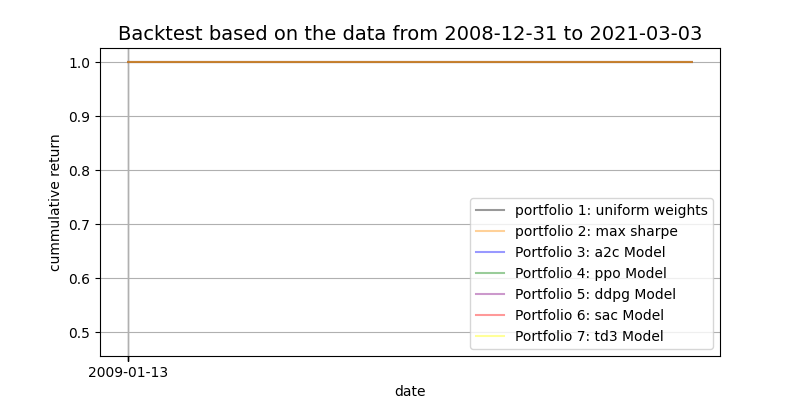 Backtest based on the data from 2008-12-31 to 2021-03-03
1.0
0.9
0.8
0.7
0.6
0.5
cummulative return
portfolio 1: uniform weights
portfolio 2: max sharpe
Portfolio 3: a2c Model
Portfolio 4: ppo Model
Portfolio 5: ddpg Model
Portfolio 6: sac Model
Portfolio 7: td3 Model
2009-01-13
date